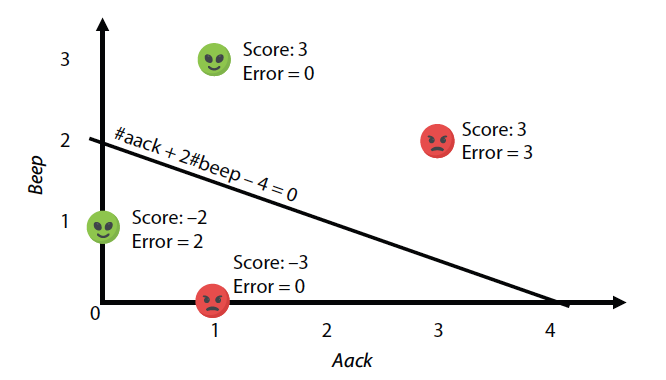 3
Score: 3
Error = 0
Score: 3
Error = 3
2
#aack + 2#beep – 4 = 0
Beep
1
Score: –2
Error = 2
Score: –3
Error = 0
0
1
2
3
4
Aack